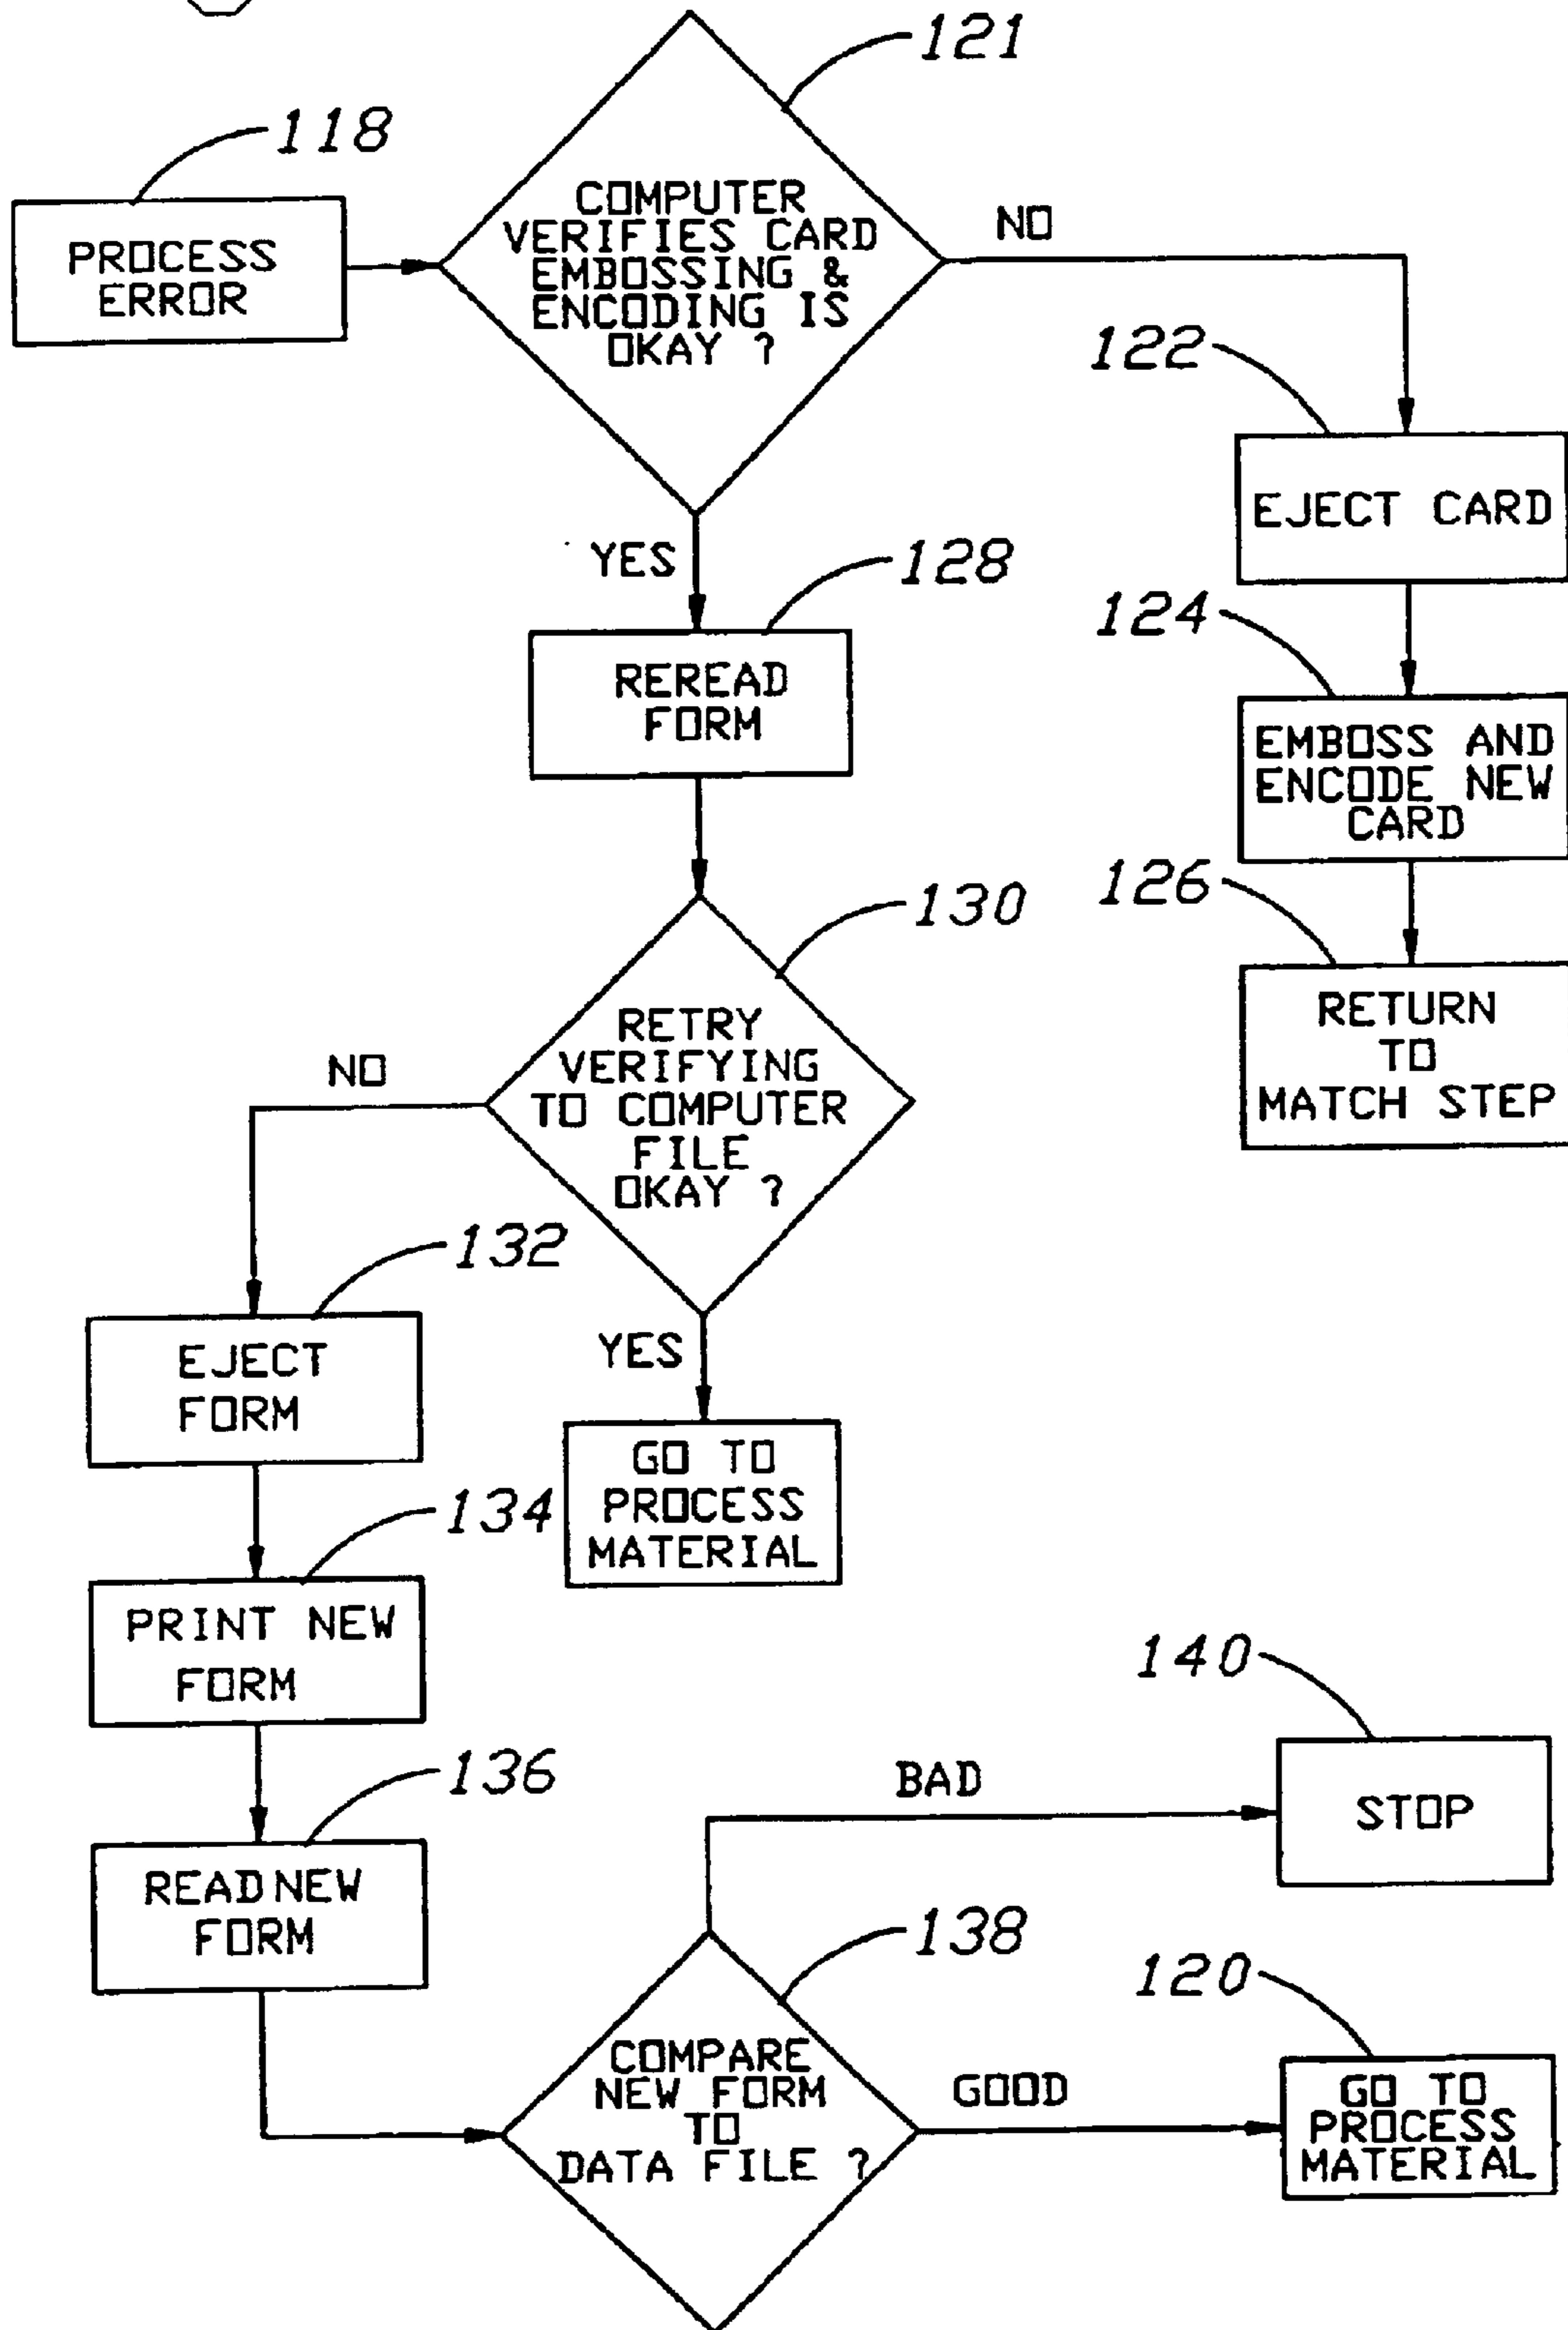 121
118
PROCESS
ERROR
COMPUTER
VERIFIES CARD
EMBOSSING &
ENCODING IS
OKAY ?
NO
122
EJECT CARD
YES
128
124
REREAD
FORM
EMBOSS AND
ENCODE NEW
CARD
130
126
RETRY
VERIFYING
TO COMPUTER
FILE
OKAY ?
RETURN
TO
MATCH STEP
NO
132
YES
EJECT
FORM
GO TO
PROCESS
MATERIAL
134
PRINT NEW
FORM
140
136
BAD
STOP
READ NEW
FORM
138
120
COMPARE
NEW FORM
TO
DATA FILE ?
GOOD
GO TO
PROCESS
MATERIAL